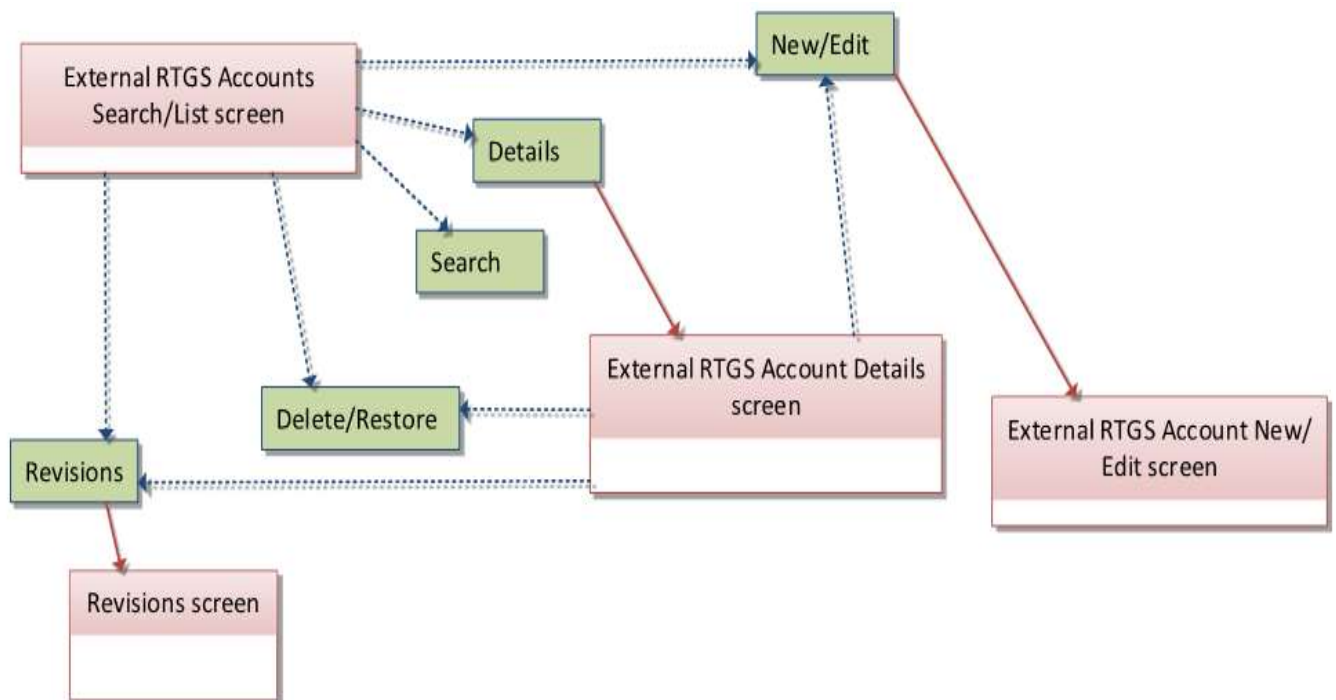 External RTGS Accounts
Search/List screen
New/Edit
Details
Search
External RTGS Account Details
screen
Delete/Restore
External RTGS Account New/
Edit screen
Revisions
Revisions screen